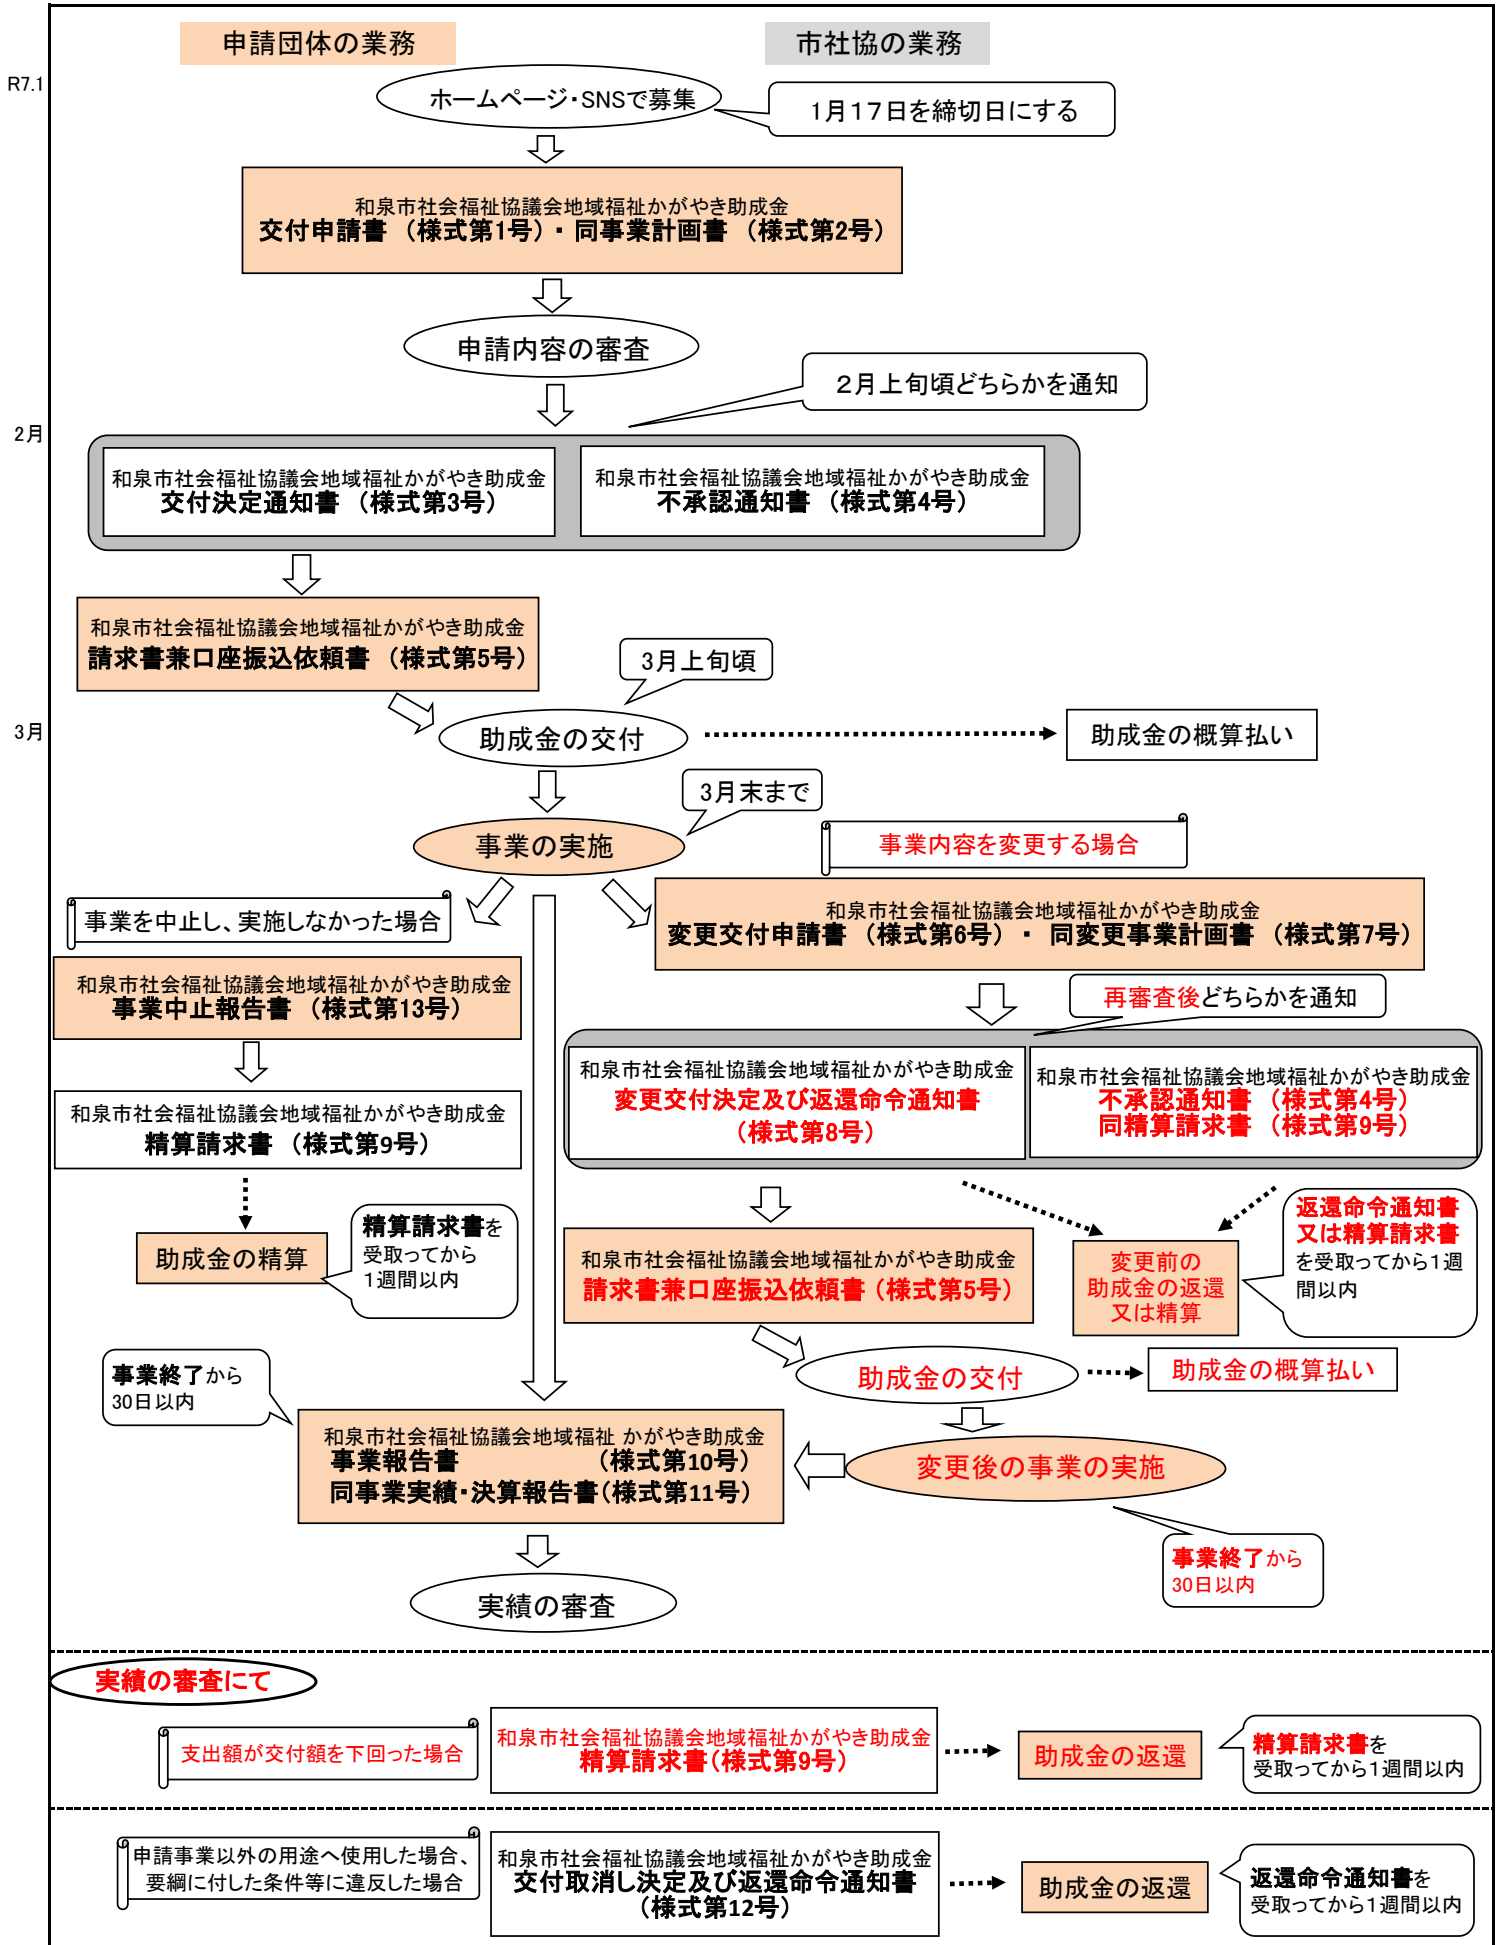 申請団体の業務
市社協の業務
R7.1
ホームページ・SNSで募集
1月17日を締切日にする
和泉市社会福祉協議会地域福祉かがやき助成金
交付申請書 (様式第1号)・同事業計画書 (様式第2号)
申請内容の審査
2月上旬頃どちらかを通知
2月
和泉市社会福祉協議会地域福祉かがやき助成金
交付決定通知書 (様式第3号)
和泉市社会福祉協議会地域福祉かがやき助成金
不承認通知書 (様式第4号)
和泉市社会福祉協議会地域福祉かがやき助成金
請求書兼口座振込依頼書 (様式第5号)
3月上旬頃
3月
助成金の交付
助成金の概算払い
3月末まで
事業の実施
事業内容を変更する場合
事業を中止し、実施しなかった場合
和泉市社会福祉協議会地域福祉かがやき助成金
変更交付申請書 (様式第6号)・ 同変更事業計画書 (様式第7号)
和泉市社会福祉協議会地域福祉かがやき助成金
事業中止報告書 (様式第13号)
再審査後どちらかを通知
和泉市社会福祉協議会地域福祉かがやき助成金
変更交付決定及び返還命令通知書
(様式第8号)
和泉市社会福祉協議会地域福祉かがやき助成金
不承認通知書 (様式第4号)
同精算請求書 (様式第9号)
和泉市社会福祉協議会地域福祉かがやき助成金
精算請求書 (様式第9号)
助成金の精算
精算請求書を
受取ってから
1週間以内
和泉市社会福祉協議会地域福祉かがやき助成金
請求書兼口座振込依頼書 (様式第5号)
変更前の
助成金の返還
又は精算
返還命令通知書
又は精算請求書
を受取ってから1週
間以内
助成金の交付
助成金の概算払い
事業終了から
30日以内
和泉市社会福祉協議会地域福祉 かがやき助成金
事業報告書 (様式第10号)
同事業実績・決算報告書(様式第11号)
変更後の事業の実施
事業終了から
30日以内
実績の審査
実績の審査にて
支出額が交付額を下回った場合
和泉市社会福祉協議会地域福祉かがやき助成金
精算請求書(様式第9号)
助成金の返還
精算請求書を
受取ってから1週間以内
申請事業以外の用途へ使用した場合、
要綱に付した条件等に違反した場合
和泉市社会福祉協議会地域福祉かがやき助成金
交付取消し決定及び返還命令通知書
(様式第12号)
助成金の返還
返還命令通知書を
受取ってから1週間以内